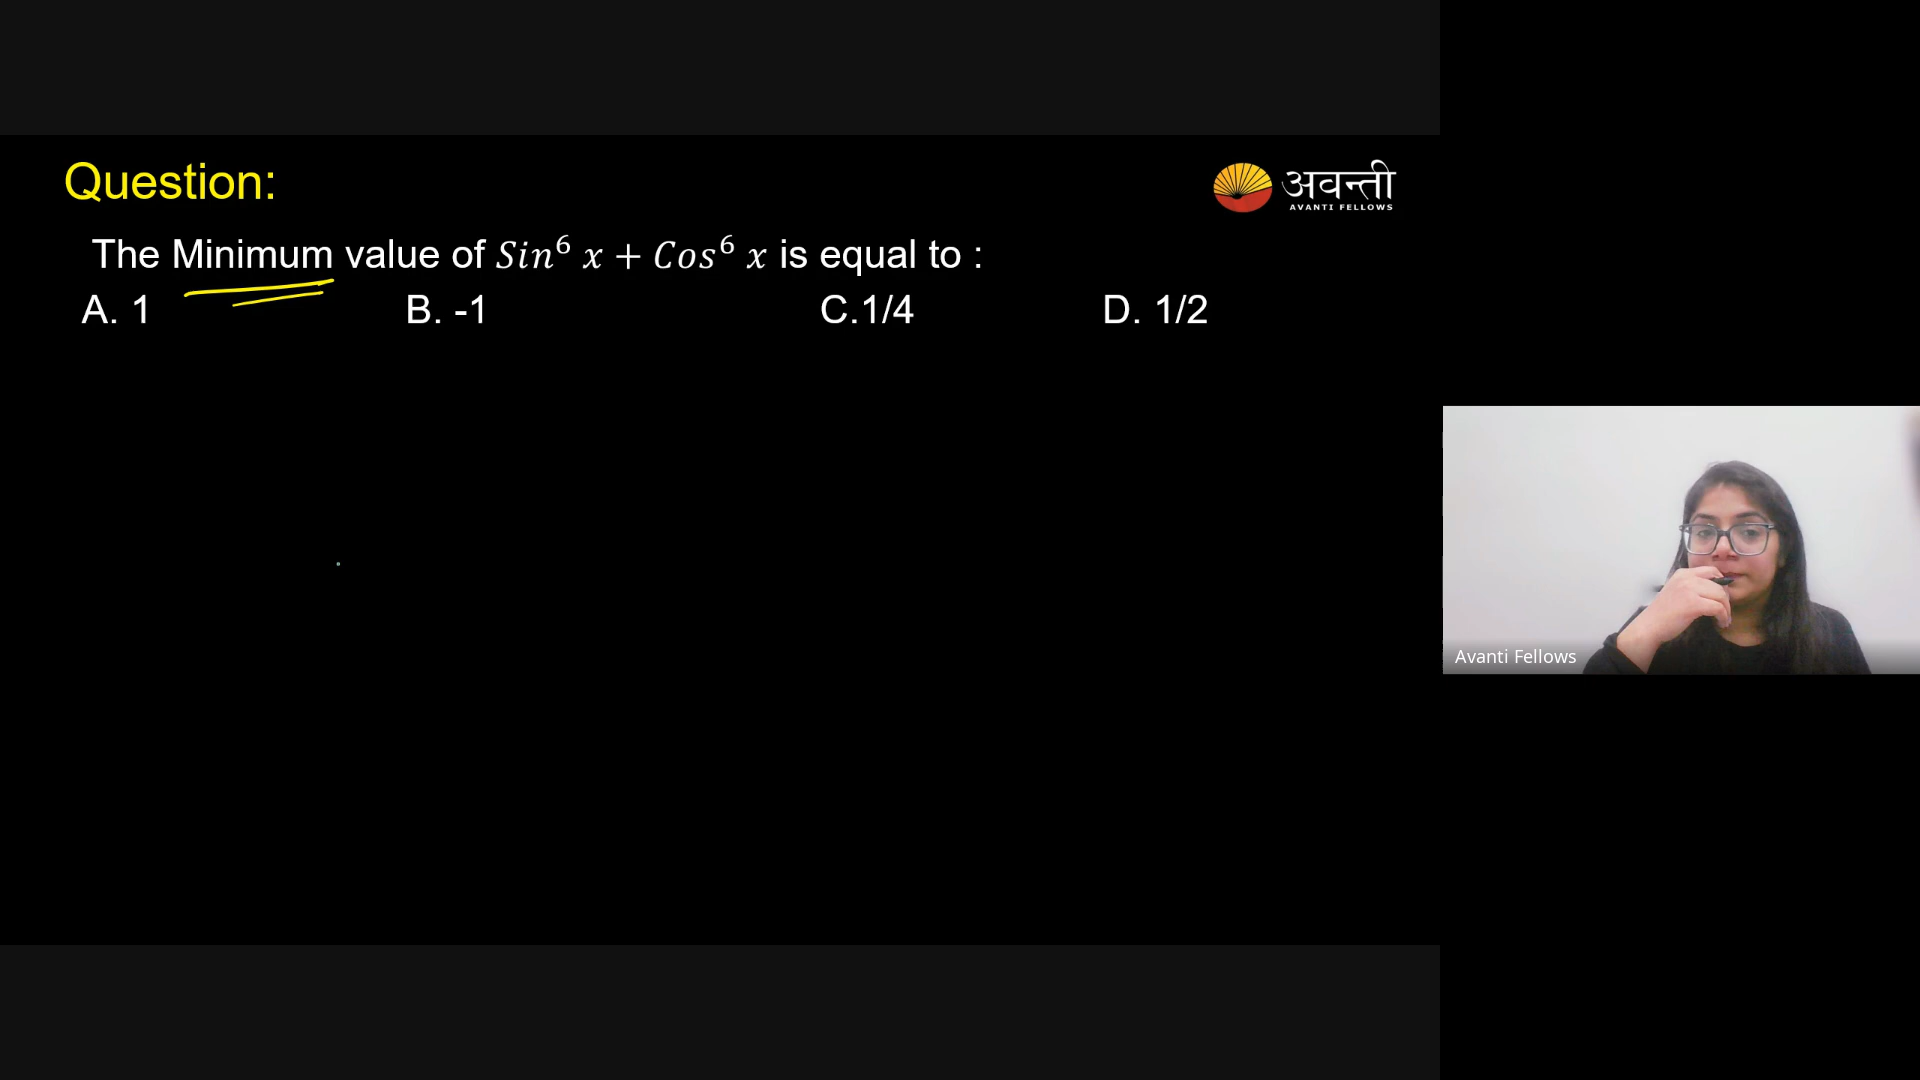 Question:
अवन्ती
AVANTI FELLOWS
The Minimum value of Sin⁶ x + Cos⁶ x is equal to :
A. 1 B. -1 C.1/4 D. 1/2
Avanti Fellows